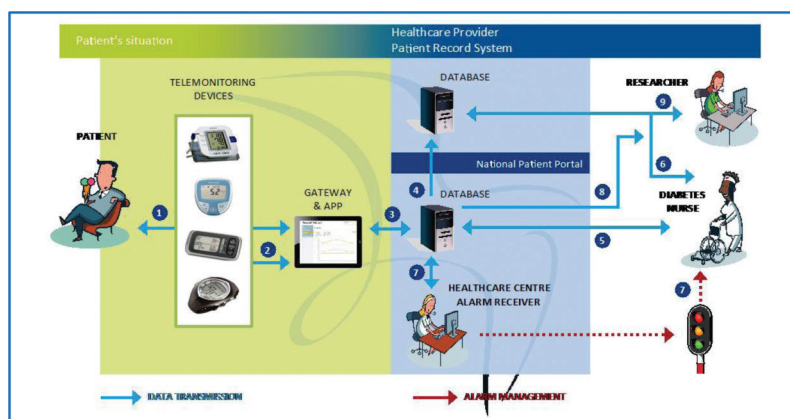 Patient's situation
Healthcare Provider
Patient Record System
TELEMONITORING
DEVICES
DATABASE
RESEARCHER
9
PATIENT
National Patient Portal
6
GATEWAY
& APP
4
DATABASE
8
DIABETES
NURSE
1
2
3
5
7
HEALTHCARE CENTRE
ALARM RECEIVER
7
DATA TRANSMISSION
ALARM MANAGEMENT